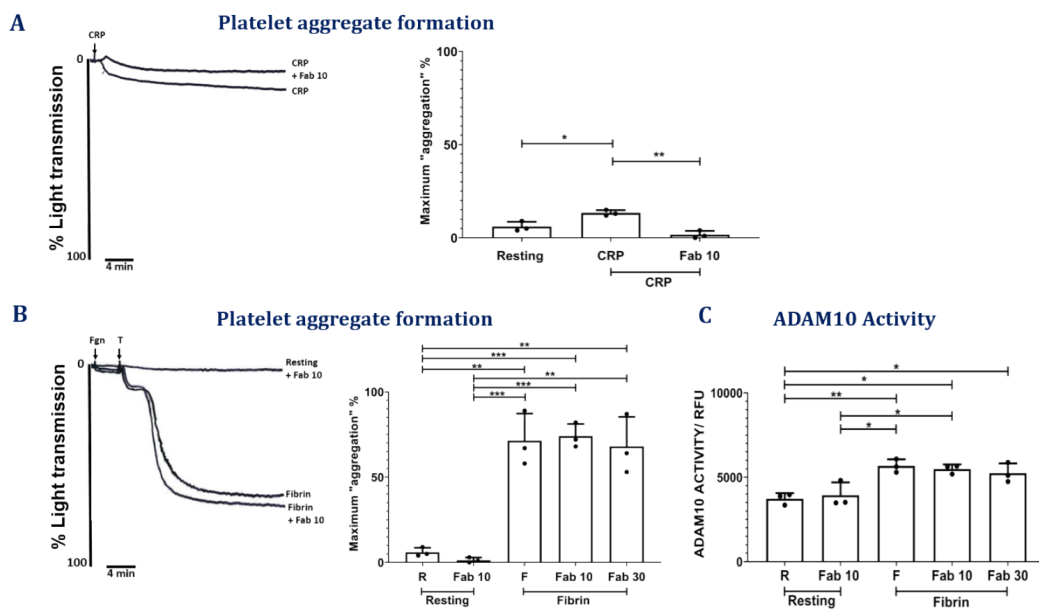 A
Platelet aggregate formation
CRP
0
% Light transmission
100
4 min
CRP
+ Fab 10
CRP
Maximum "aggregation" %
100
50
0
*
**
Resting
CRP
Fab 10
CRP
B
Platelet aggregate formation
Fgn
T
0
% Light transmission
100
4 min
Resting
+ Fab 10
Fibrin
Fibrin
+ Fab 10
Maximum "aggregation" %
100
50
0
**
***
**
**
***
***
R
Fab 10
F
Fab 10
Fab 30
Resting
Fibrin
C
ADAM10 Activity
ADAM10 ACTIVITY/ RFU
10000
5000
0
*
*
**
*
*
R
Fab 10
F
Fab 10
Fab 30
Resting
Fibrin